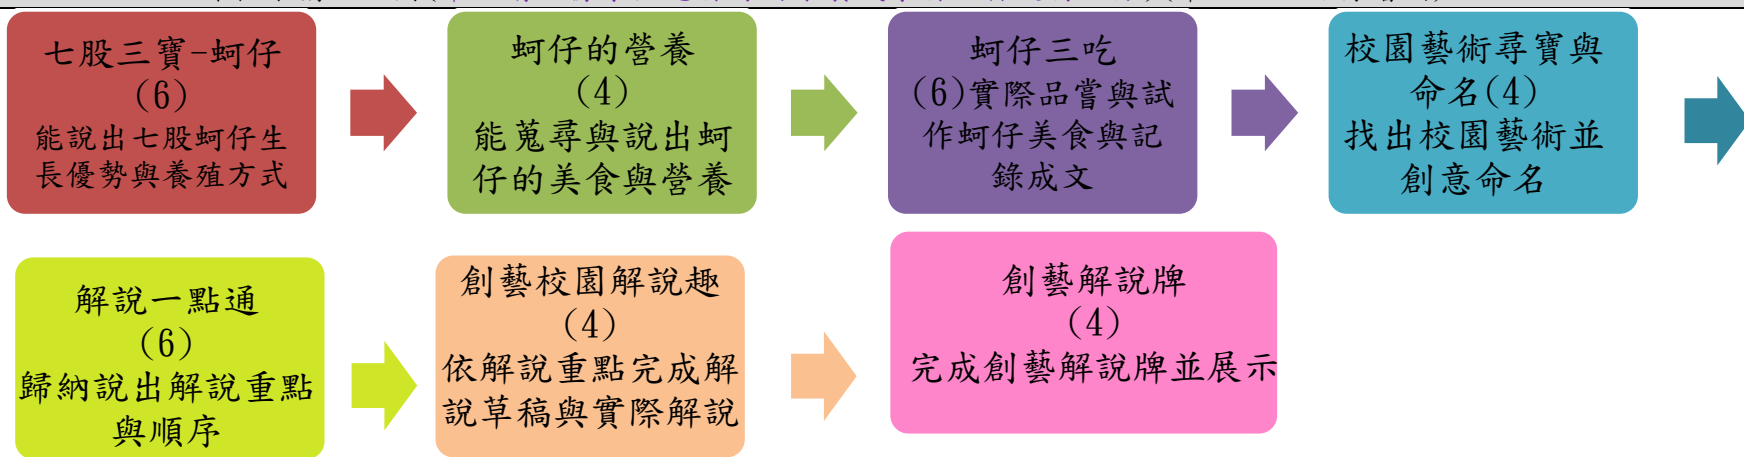 七股三寶-蚵仔
(6)
能說出七股蚵仔生
長優勢與養殖方式
蚵仔的營養
(4)
能蒐尋與說出蚵
仔的美食與營養
蚵仔三吃
(6)實際品嘗與試
作蚵仔美食與記
錄成文
校園藝術尋寶與
命名(4)
找出校園藝術並
創意命名
解說一點通
(6)
歸納說出解說重點
與順序
創藝校園解說趣
(4)
依解說重點完成解
說草稿與實際解說
創藝解說牌
(4)
完成創藝解說牌並展示